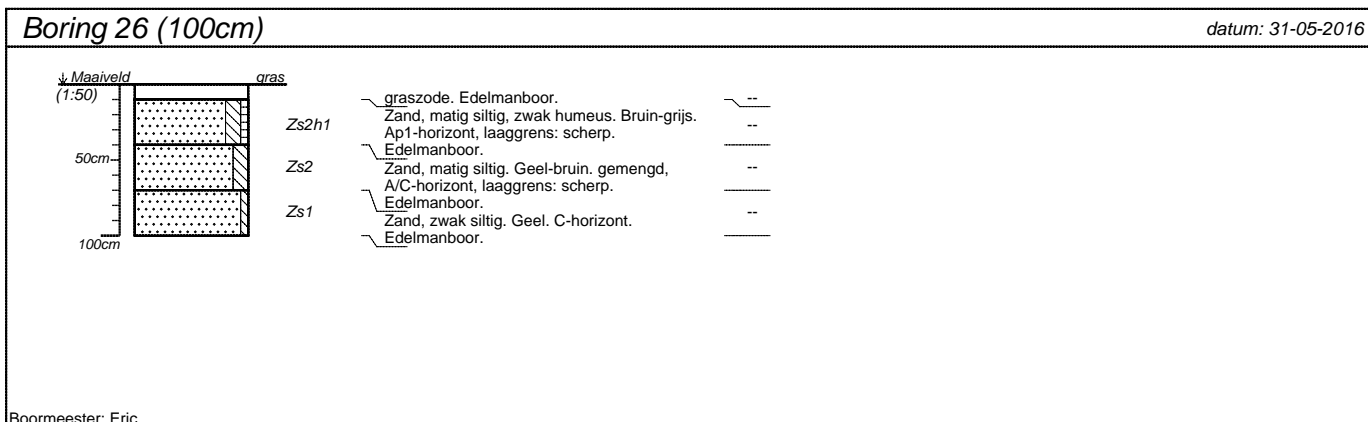 Boring 26 (100cm)
datum: 31-05-2016
Maaiveld
gras
(1:50)
graszode. Edelmanboor.
--
Zs2h1
Zand, matig siltig, zwak humeus. Bruin-grijs.
Ap1-horizont, laaggrens: scherp.
Edelmanboor.
--
50cm
Zs2
Zand, matig siltig. Geel-bruin. gemengd,
A/C-horizont, laaggrens: scherp.
Edelmanboor.
--
Zs1
Zand, zwak siltig. Geel. C-horizont.
Edelmanboor.
--
100cm
Boormeester: Eric